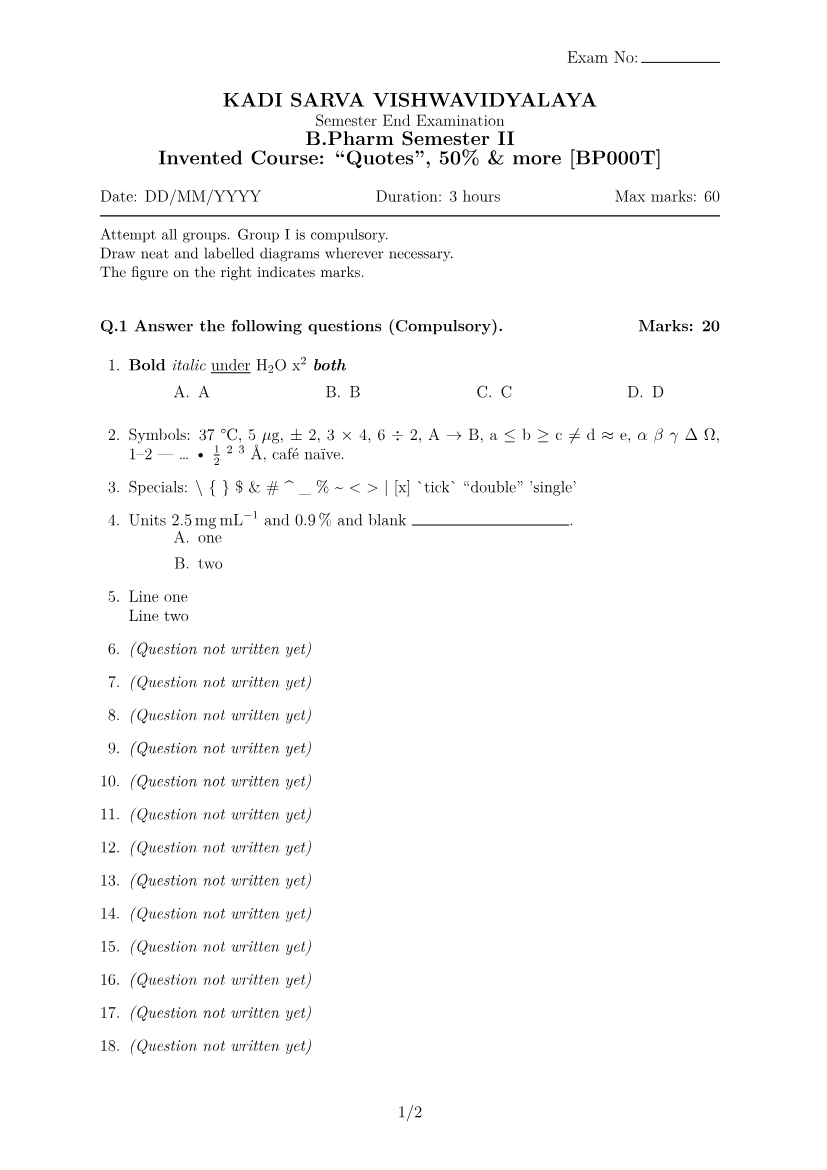 Exam No: ________
KADI SARVA VISHWAVIDYALAYA
Semester End Examination
B.Pharm Semester II
Invented Course: “Quotes”, 50% & more [BP000T]
Date: DD/MM/YYYY Duration: 3 hours Max marks: 60
Attempt all groups. Group I is compulsory.
Draw neat and labelled diagrams wherever necessary.
The figure on the right indicates marks.
Q.1 Answer the following questions (Compulsory). Marks: 20
1. Bold italic under H₂O x² both
A. A B. B C. C D. D
2. Symbols: 37 °C, 5 μg, ± 2, 3 × 4, 6 ÷ 2, A → B, a ≤ b ≥ c ≠ d ≈ e, α β γ Δ Ω,
1–2 — … • ½ ² ³ Å, café naïve.
3. Specials: \ { } $ & # ^ _ % ~ < > | [x] `tick` “double” ’single’
4. Units 2.5 mg mL⁻¹ and 0.9 % and blank ________________.
A. one
B. two
5. Line one
Line two
6. (Question not written yet)
7. (Question not written yet)
8. (Question not written yet)
9. (Question not written yet)
10. (Question not written yet)
11. (Question not written yet)
12. (Question not written yet)
13. (Question not written yet)
14. (Question not written yet)
15. (Question not written yet)
16. (Question not written yet)
17. (Question not written yet)
18. (Question not written yet)
1/2